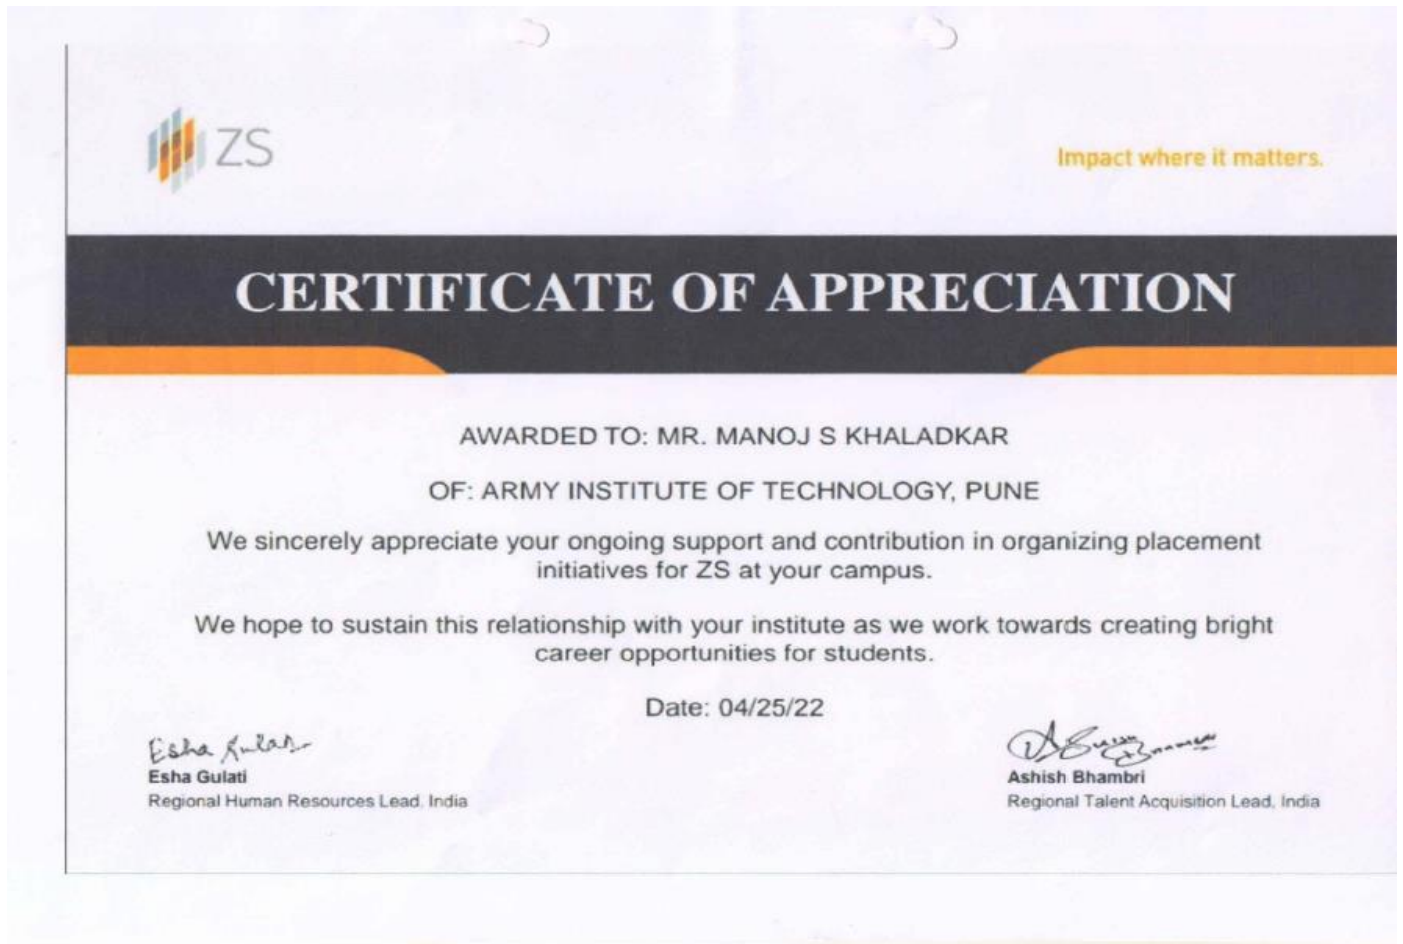 ZS
Impact where it matters.
CERTIFICATE OF APPRECIATION
AWARDED TO: MR. MANOJ S KHALADKAR
OF: ARMY INSTITUTE OF TECHNOLOGY, PUNE
We sincerely appreciate your ongoing support and contribution in organizing placement
initiatives for ZS at your campus.
We hope to sustain this relationship with your institute as we work towards creating bright
career opportunities for students.
Date: 04/25/22
Esha Gulati
Esha Gulati
Regional Human Resources Lead, India
Ashish Bhambri
Regional Talent Acquisition Lead, India